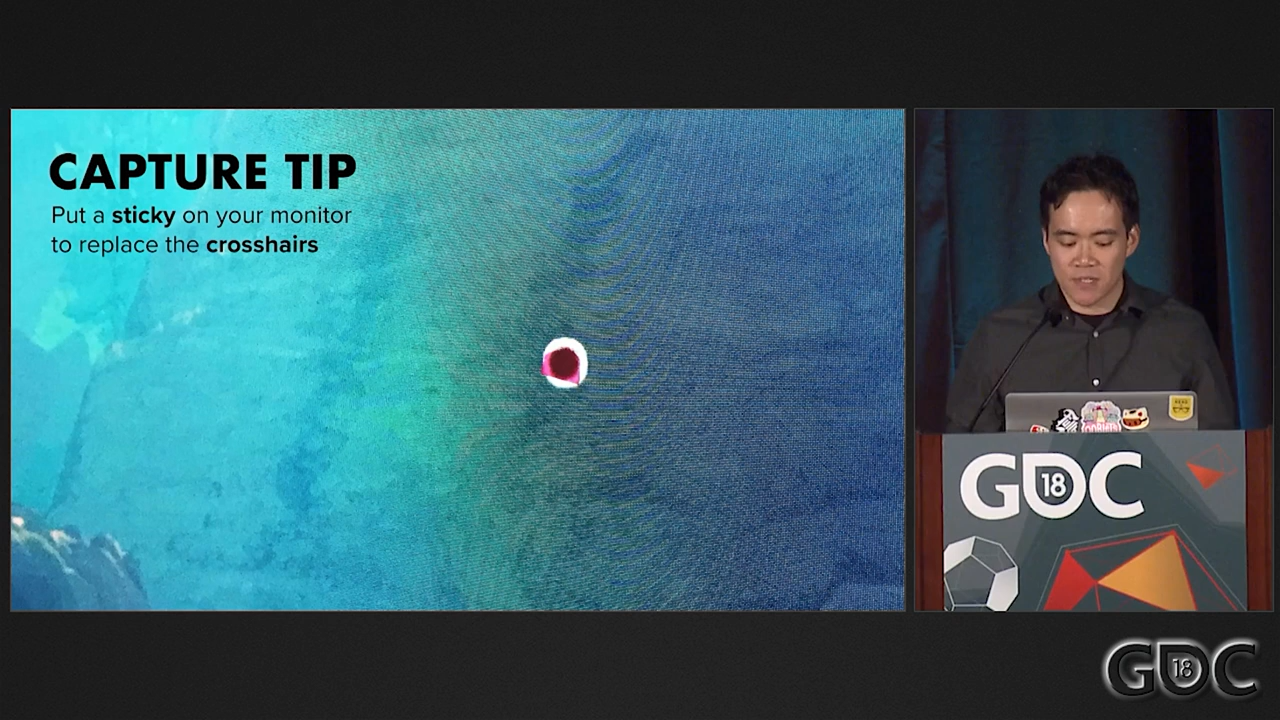 CAPTURE TIP
Put a sticky on your monitor
to replace the crosshairs
GDC
18
GDC
18